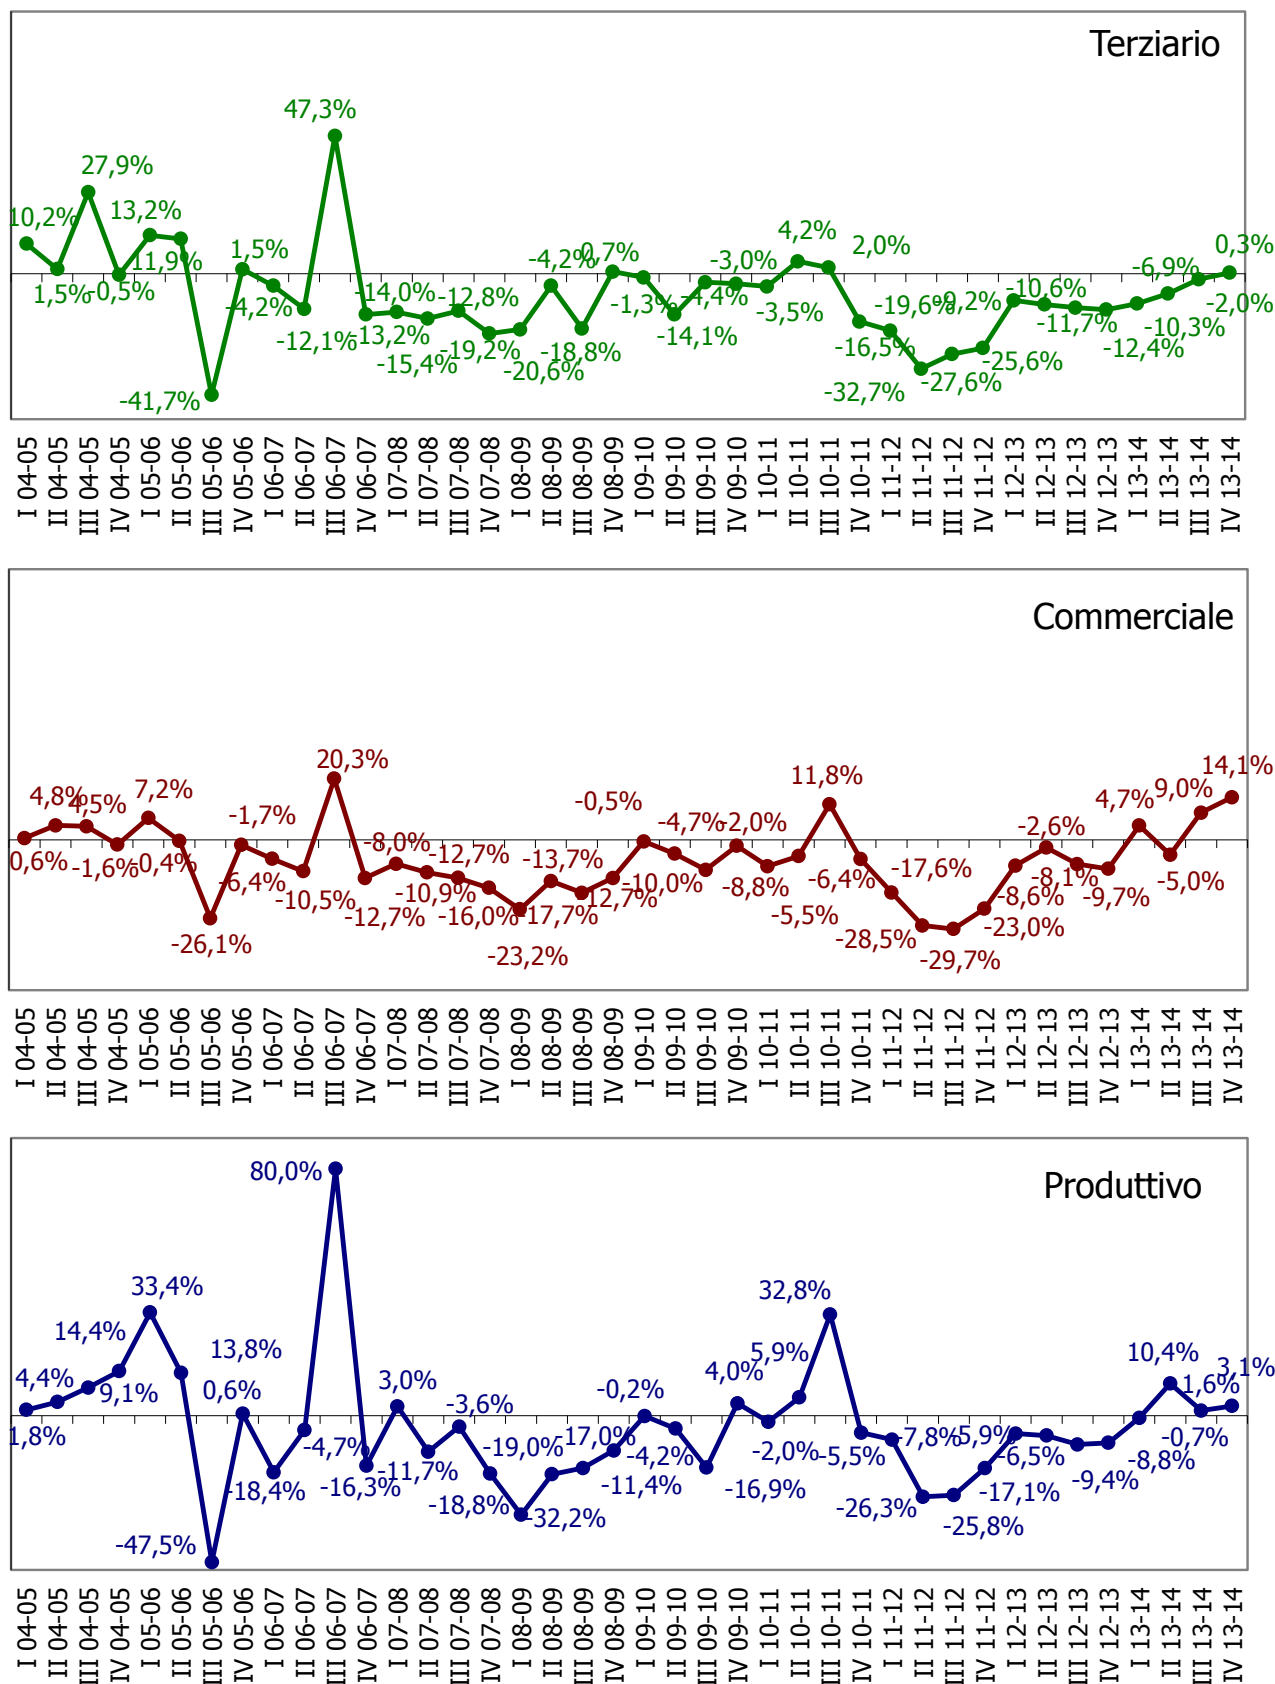 Terziario
47,3%
27,9%
10,2%
13,2%
11,9%
1,5%
-0,5%
1,5%
-4,2%
-12,1%
-41,7%
-14,0%
-13,2%
-15,4%
-12,8%
-19,2%
-20,6%
-4,2%
-18,8%
0,7%
-1,3%
-14,1%
-4,4%
-3,0%
-3,5%
4,2%
2,0%
-16,5%
-19,6%
-32,7%
-27,6%
-9,2%
-25,6%
-10,6%
-11,7%
-12,4%
-10,3%
-6,9%
-2,0%
0,3%
I 04-05
II 04-05
III 04-05
IV 04-05
I 05-06
II 05-06
III 05-06
IV 05-06
I 06-07
II 06-07
III 06-07
IV 06-07
I 07-08
II 07-08
III 07-08
IV 07-08
I 08-09
II 08-09
III 08-09
IV 08-09
I 09-10
II 09-10
III 09-10
IV 09-10
I 10-11
II 10-11
III 10-11
IV 10-11
I 11-12
II 11-12
III 11-12
IV 11-12
I 12-13
II 12-13
III 12-13
IV 12-13
I 13-14
II 13-14
III 13-14
IV 13-14
Commerciale
0,6%
4,8%
4,5%
-1,6%
7,2%
-0,4%
-26,1%
-1,7%
-6,4%
-10,5%
20,3%
-12,7%
-8,0%
-10,9%
-12,7%
-16,0%
-23,2%
-13,7%
-17,7%
-12,7%
-0,5%
-4,7%
-10,0%
-2,0%
-8,8%
-5,5%
11,8%
-6,4%
-17,6%
-28,5%
-29,7%
-23,0%
-8,6%
-2,6%
-8,1%
-9,7%
4,7%
-5,0%
9,0%
14,1%
I 04-05
II 04-05
III 04-05
IV 04-05
I 05-06
II 05-06
III 05-06
IV 05-06
I 06-07
II 06-07
III 06-07
IV 06-07
I 07-08
II 07-08
III 07-08
IV 07-08
I 08-09
II 08-09
III 08-09
IV 08-09
I 09-10
II 09-10
III 09-10
IV 09-10
I 10-11
II 10-11
III 10-11
IV 10-11
I 11-12
II 11-12
III 11-12
IV 11-12
I 12-13
II 12-13
III 12-13
IV 12-13
I 13-14
II 13-14
III 13-14
IV 13-14
Produttivo
1,8%
4,4%
9,1%
14,4%
33,4%
13,8%
-47,5%
0,6%
-18,4%
-4,7%
80,0%
-16,3%
3,0%
-11,7%
-3,6%
-18,8%
-32,2%
-19,0%
-17,0%
-11,4%
-0,2%
-4,2%
-16,9%
4,0%
-2,0%
5,9%
32,8%
-5,5%
-7,8%
-26,3%
-25,8%
-17,1%
-5,9%
-6,5%
-9,4%
-8,8%
-0,7%
10,4%
1,6%
3,1%
I 04-05
II 04-05
III 04-05
IV 04-05
I 05-06
II 05-06
III 05-06
IV 05-06
I 06-07
II 06-07
III 06-07
IV 06-07
I 07-08
II 07-08
III 07-08
IV 07-08
I 08-09
II 08-09
III 08-09
IV 08-09
I 09-10
II 09-10
III 09-10
IV 09-10
I 10-11
II 10-11
III 10-11
IV 10-11
I 11-12
II 11-12
III 11-12
IV 11-12
I 12-13
II 12-13
III 12-13
IV 12-13
I 13-14
II 13-14
III 13-14
IV 13-14